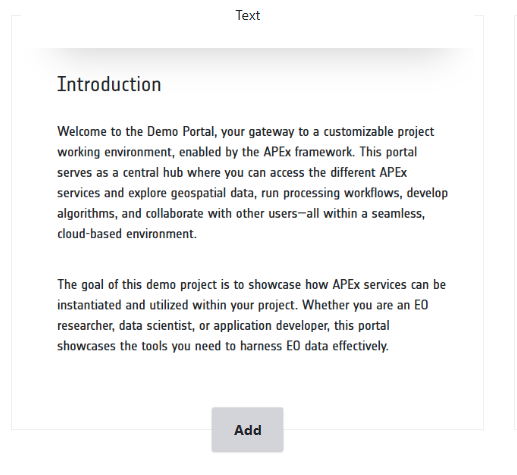 Text
Introduction
Welcome to the Demo Portal, your gateway to a customizable project
working environment, enabled by the APEx framework. This portal
serves as a central hub where you can access the different APEx
services and explore geospatial data, run processing workflows, develop
algorithms, and collaborate with other users—all within a seamless,
cloud-based environment.
The goal of this demo project is to showcase how APEx services can be
instantiated and utilized within your project. Whether you are an EO
researcher, data scientist, or application developer, this portal
showcases the tools you need to harness EO data effectively.
Add